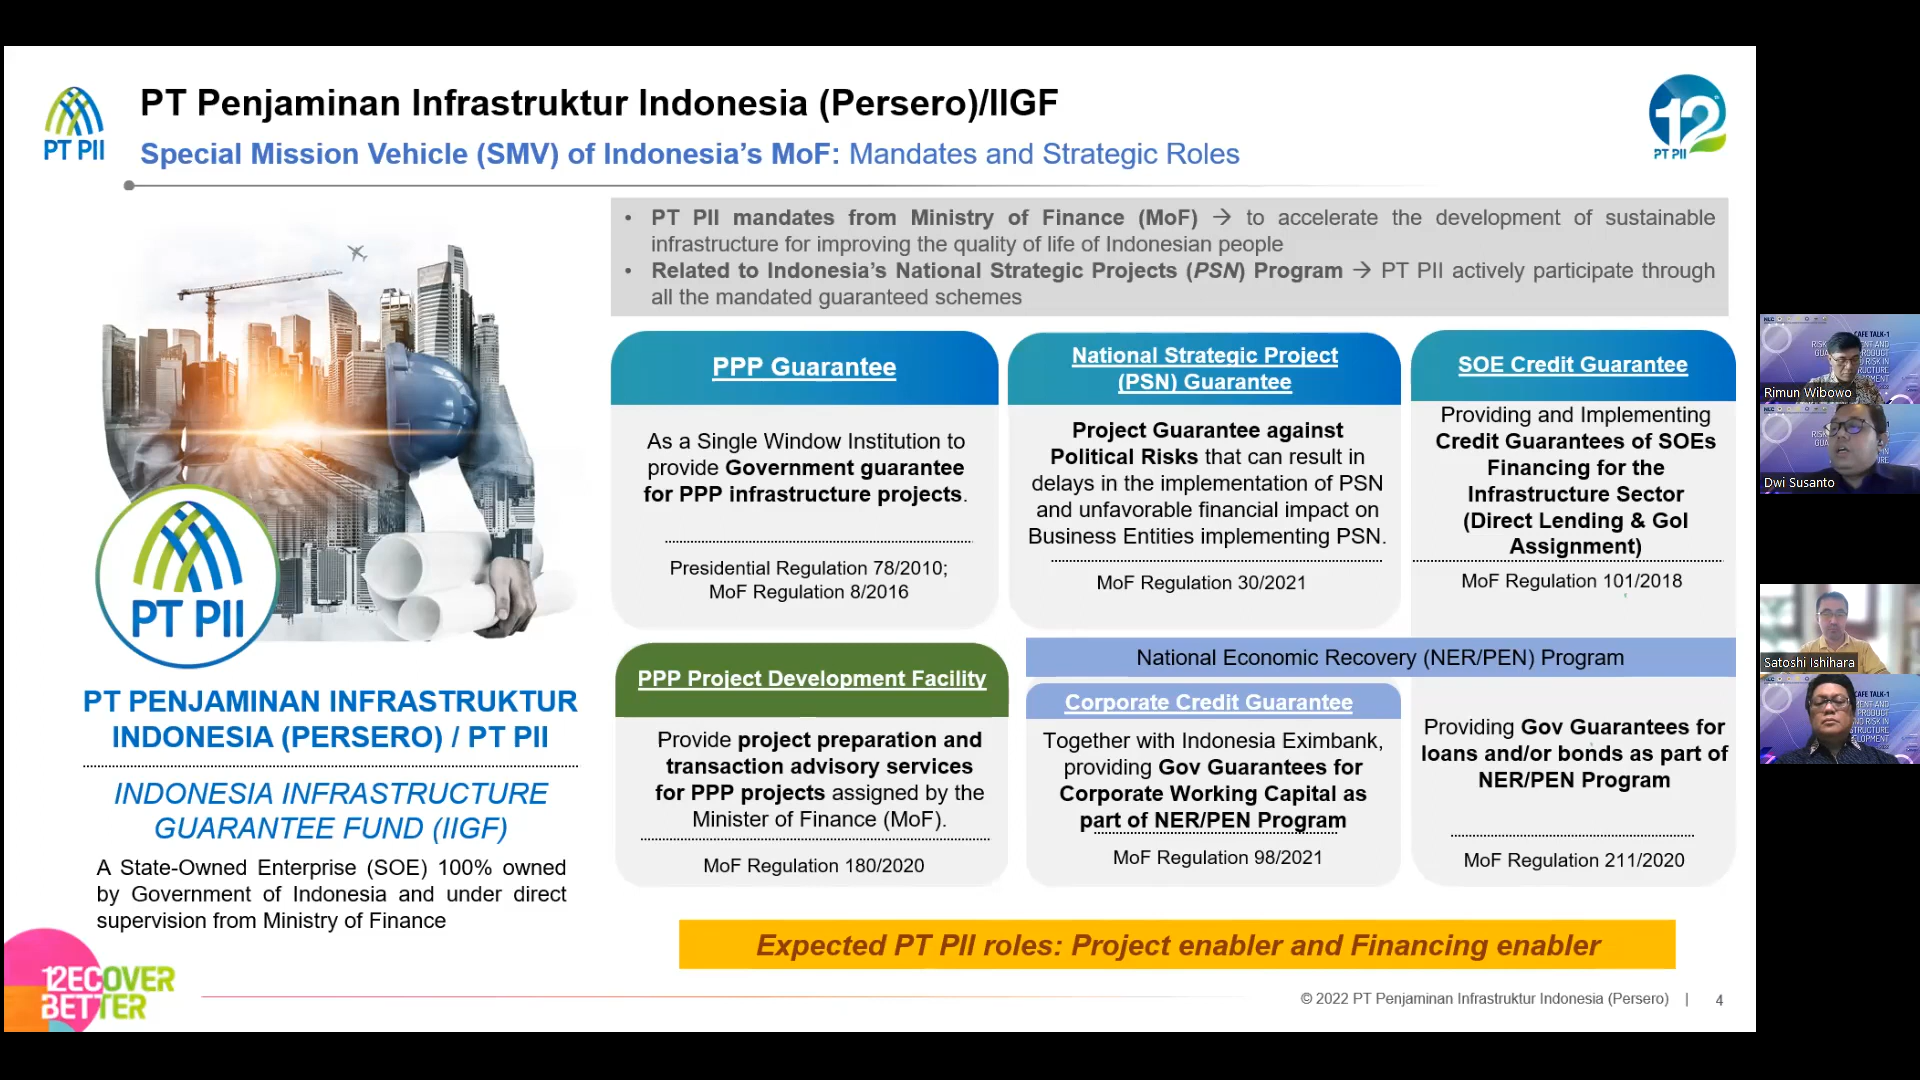 PT PII
PT Penjaminan Infrastruktur Indonesia (Persero)/IIGF
Special Mission Vehicle (SMV) of Indonesia's MoF: Mandates and Strategic Roles
12
PT PII
• PT PII mandates from Ministry of Finance (MoF) → to accelerate the development of sustainable
infrastructure for improving the quality of life of Indonesian people
• Related to Indonesia's National Strategic Projects (PSN) Program → PT PII actively participate through
all the mandated guaranteed schemes
PT PII
PT PENJAMINAN INFRASTRUKTUR
INDONESIA (PERSERO) / PT PII
INDONESIA INFRASTRUCTURE
GUARANTEE FUND (IIGF)
A State-Owned Enterprise (SOE) 100% owned
by Government of Indonesia and under direct
supervision from Ministry of Finance
PPP Guarantee
As a Single Window Institution to
provide Government guarantee
for PPP infrastructure projects.
Presidential Regulation 78/2010;
MoF Regulation 8/2016
National Strategic Project
(PSN) Guarantee
Project Guarantee against
Political Risks that can result in
delays in the implementation of PSN
and unfavorable financial impact on
Business Entities implementing PSN.
MoF Regulation 30/2021
SOE Credit Guarantee
Providing and Implementing
Credit Guarantees of SOEs
Financing for the
Infrastructure Sector
(Direct Lending & GoI
Assignment)
MoF Regulation 101/2018
PPP Project Development Facility
Provide project preparation and
transaction advisory services
for PPP projects assigned by the
Minister of Finance (MoF).
MoF Regulation 180/2020
National Economic Recovery (NER/PEN) Program
Corporate Credit Guarantee
Together with Indonesia Eximbank,
providing Gov Guarantees for
Corporate Working Capital as
part of NER/PEN Program
MoF Regulation 98/2021
Providing Gov Guarantees for
loans and/or bonds as part of
NER/PEN Program
MoF Regulation 211/2020
Expected PT PII roles: Project enabler and Financing enabler
12ECOVER
BETTER
© 2022 PT Penjaminan Infrastruktur Indonesia (Persero) | 4
CAFE TALK-1
Rimun Wibowo
Dwi Susanto
Satoshi Ishihara
CAFE TALK-1